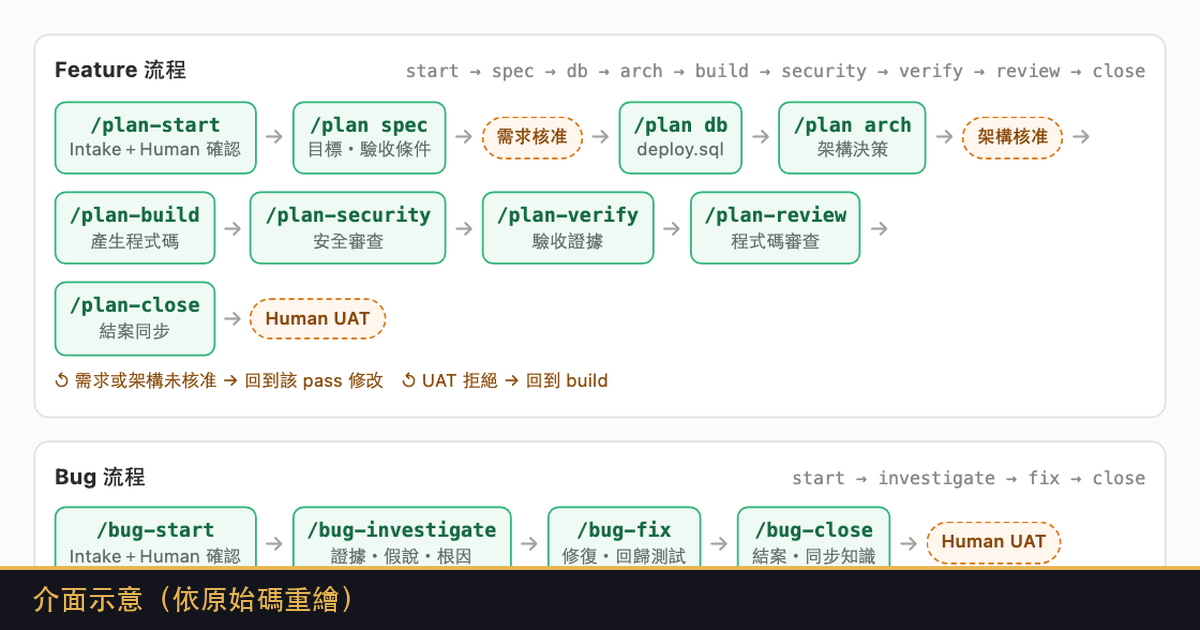 Feature 流程
start → spec → db → arch → build → security → verify → review → close
/plan-start → /plan spec → 需求核准 → /plan db → /plan arch → 架構核准 →
Intake + Human 確認 目標・驗收條件 deploy.sql 架構決策
/plan-build → /plan-security → /plan-verify → /plan-review →
產生程式碼 安全審查 驗收證據 程式碼審查
/plan-close → Human UAT
結案同步
↺ 需求或架構未核准 → 回到該 pass 修改 ↺ UAT 拒絕 → 回到 build
Bug 流程
start → investigate → fix → close
/bug-start → /bug-investigate → /bug-fix → /bug-close → Human UAT
Intake + Human 確認 證據・假說・根因 修復・回歸測試 結案・同步知識
介面示意（依原始碼重繪）